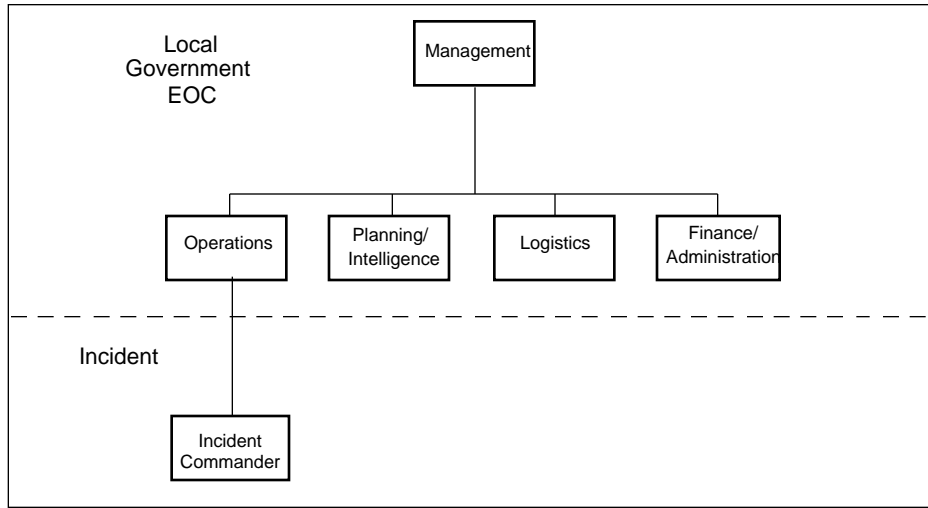 Local
Government
EOC
Management
Operations
Planning/
Intelligence
Logistics
Finance/
Administration
Incident
Incident
Commander